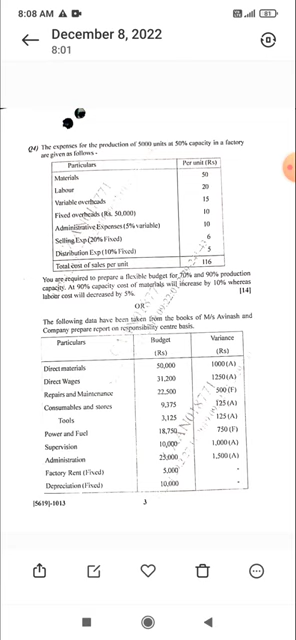 8:08 AM
81
December 8, 2022
8:01
Q4) The expenses for the production of 5000 units at 50% capacity in a factory
are given as follows -
Particulars Per unit (Rs)
Materials 50
Labour 20
Variable overheads 15
Fixed overheads (Rs. 50,000) 10
Administrative Expenses (5% variable) 10
Selling Exp (20% Fixed) 6
Distribution Exp (10% Fixed) 5
Total cost of sales per unit 116
You are required to prepare a flexible budget for 70% and 90% production
capacity. At 90% capacity cost of materials will increase by 10% whereas
labour cost will decreased by 5%. [14]
OR
The following data have been taken from the books of M/s Avinash and
Company prepare report on responsibility centre basis.
Particulars Budget Variance
(Rs) (Rs)
Direct materials 50,000 1000 (A)
Direct Wages 31,200 1250 (A)
Repairs and Maintenance 22,500 500 (F)
Consumables and stores 9,375 125 (A)
Tools 3,125 125 (A)
Power and Fuel 18,750 750 (F)
Supervision 10,000 1,000 (A)
Administration 23,000 1,500 (A)
Factory Rent (Fixed) 5,000 -
Depreciation (Fixed) 10,000 -
[5619]-1013 3